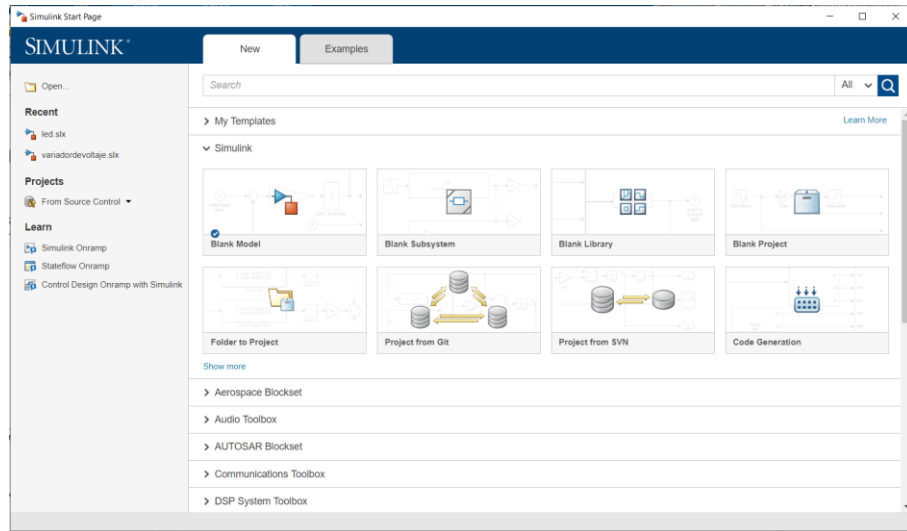 Simulink Start Page
SIMULINK®
New
Examples
Open...
Recent
led.slx
variadordevoltaje.slx
Projects
From Source Control
Learn
Simulink Onramp
Stateflow Onramp
Control Design Onramp with Simulink
Search
All
My Templates
Learn More
Simulink
Blank Model
Blank Subsystem
Blank Library
Blank Project
Folder to Project
Project from Git
Project from SVN
Code Generation
Show more
Aerospace Blockset
Audio Toolbox
AUTOSAR Blockset
Communications Toolbox
DSP System Toolbox